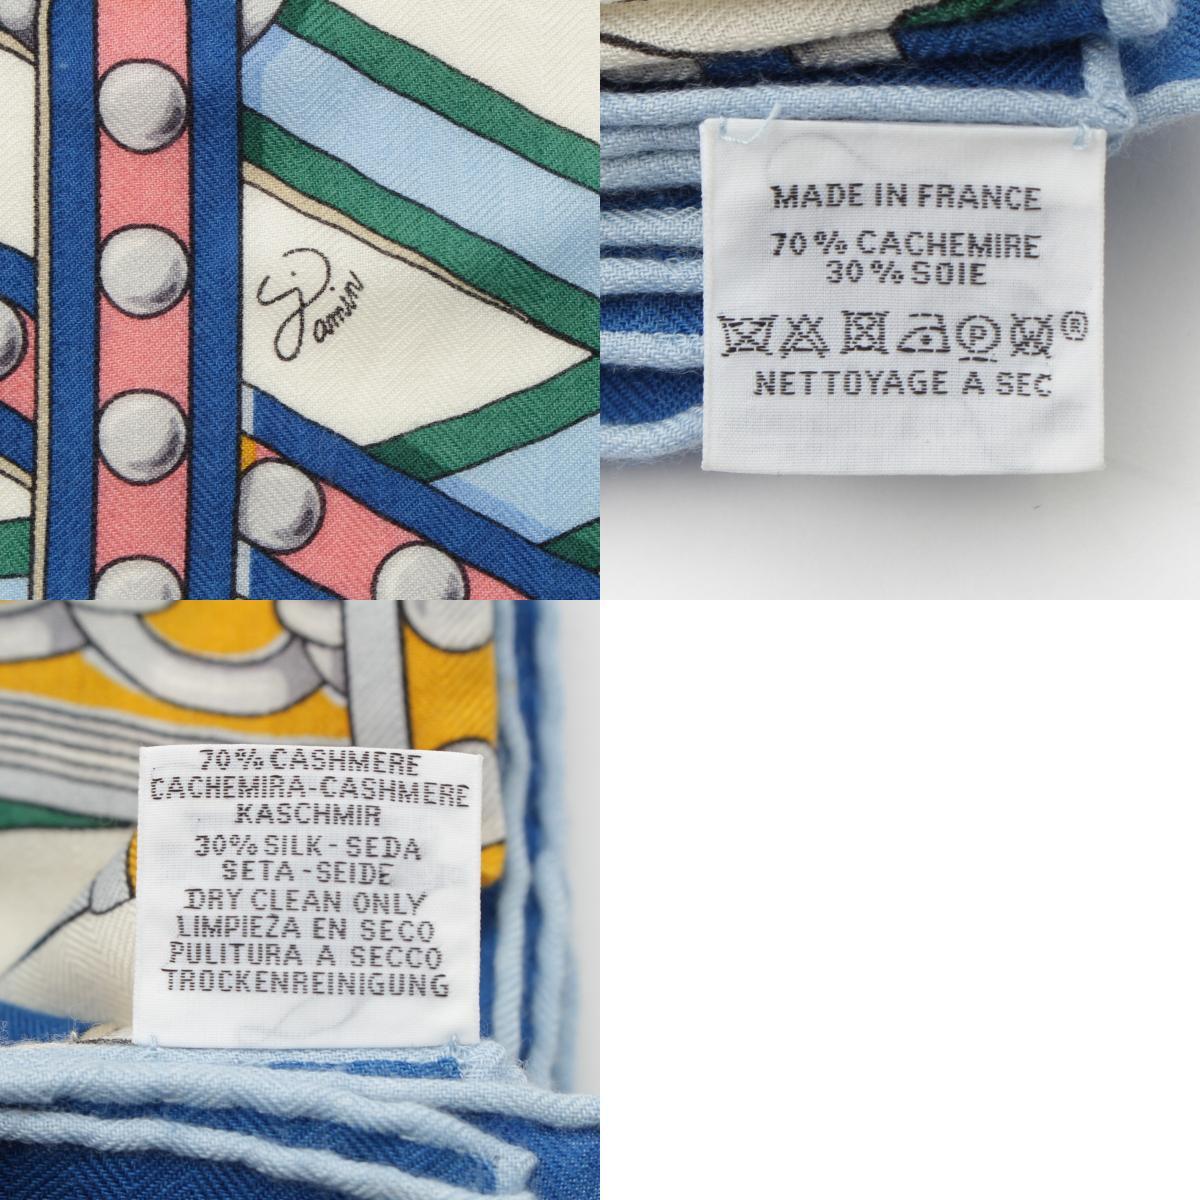 MADE IN FRANCE
70% CACHEMIRE
30% SOIE
P
W ®
NETTOYAGE A SEC
70% CASHMERE
CACHEMIRA-CASHMERE
KASCHMIR
30% SILK - SEDA
SETA - SEIDE
DRY CLEAN ONLY
LIMPIEZA EN SECO
PULITURA A SECCO
TROCKENREINIGUNG